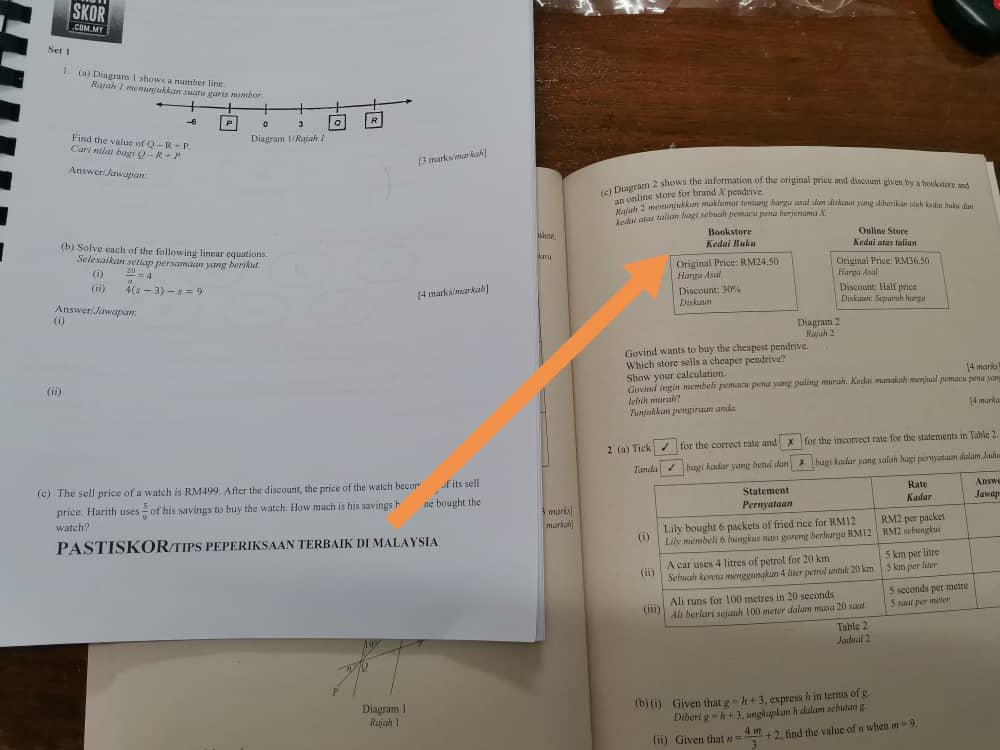 SKOR
.COM.MY
Set 1
1. (a) Diagram 1 shows a number line.
Rajah 1 menunjukkan suatu garis nombor.
-6 P 0 3 Q R
Diagram 1/Rajah 1
Find the value of Q – R + P.
Cari nilai bagi Q – R + P.
[3 marks/markah]
Answer/Jawapan:
(b) Solve each of the following linear equations.
Selesaikan setiap persamaan yang berikut.
(i) 20/a = 4
(ii) 4(s − 3) − s = 9
[4 marks/markah]
Answer/Jawapan:
(i)
(ii)
(c) The sell price of a watch is RM499. After the discount, the price of the watch of its sell
price. Harith uses 5/9 of his savings to buy the watch. How much is his savings he bought the
watch?
PASTISKOR/TIPS PEPERIKSAAN TERBAIK DI MALAYSIA
P
Q
Diagram 1
Rajah 1
marks]
markah]
(c) Diagram 2 shows the information of the original price and discount given by a bookstore and
an online store for brand X pendrive.
Rajah 2 menunjukkan maklumat tentang harga asal dan diskaun yang diberikan oleh kedai buku dan
kedai atas talian bagi sebuah pemacu pena berjenama X.
Bookstore
Kedai Buku
Original Price: RM24.50
Harga Asal
Discount: 30%
Diskaun
Online Store
Kedai atas talian
Original Price: RM36.50
Harga Asal
Discount: Half price
Diskaun: Separuh harga
Diagram 2
Rajah 2
Govind wants to buy the cheapest pendrive.
Which store sells a cheaper pendrive?
Show your calculation.
[4 marks
Govind ingin membeli pemacu pena yang paling murah. Kedai manakah menjual pemacu pena yang
lebih murah?
Tunjukkan pengiraan anda.
[4 marka
2 (a) Tick ✓ for the correct rate and ✗ for the incorrect rate for the statements in Table 2.
Tanda ✓ bagi kadar yang betul dan ✗ bagi kadar yang salah bagi pernyataan dalam Jadu
Statement Rate Answ
Pernyataan Kadar Jawap
(i) Lily bought 6 packets of fried rice for RM12 RM2 per packet
Lily membeli 6 bungkus nasi goreng berharga RM12 RM2 sebungkus
(ii) A car uses 4 litres of petrol for 20 km 5 km per litre
Sebuah kereta menggunakan 4 liter petrol untuk 20 km 5 km per liter
(iii) Ali runs for 100 metres in 20 seconds 5 seconds per metre
Ali berlari sejauh 100 meter dalam masa 20 saat 5 saat per meter
Table 2
Jadual 2
(b) (i) Given that g = h + 3, express h in terms of g.
Diberi g = h + 3, ungkapkan h dalam sebutan g.
(ii) Given that n = 4m/3 + 2, find the value of n when m = 9.